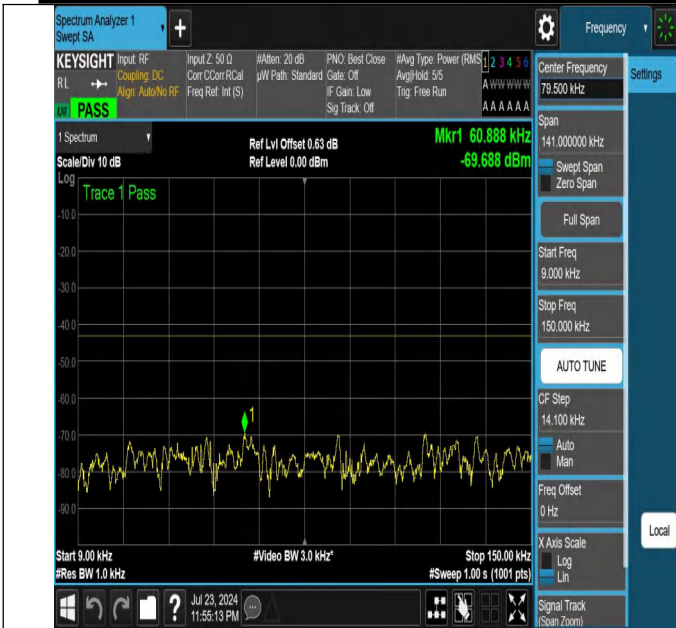 Spectrum Analyzer 1
Swept SA
+
Frequency
KEYSIGHT
RL
LXI
PASS
Input: RF
Coupling: DC
Align: Auto/No RF
Input Z: 50 Ω
Corr CCorr RCal
Freq Ref: Int (S)
#Atten: 20 dB
µW Path: Standard
PNO: Best Close
Gate: Off
IF Gain: Low
Sig Track: Off
#Avg Type: Power (RMS
Avg|Hold: 5/5
Trig: Free Run
1 2 3 4 5 6
A W W W W W
A A A A A A
1 Spectrum
Scale/Div 10 dB
Log
Ref Lvl Offset 0.63 dB
Ref Level 0.00 dBm
Mkr1 60.888 kHz
-69.688 dBm
Trace 1 Pass
-10.0
-20.0
-30.0
-40.0
-50.0
-60.0
-70.0
-80.0
-90.0
1
Start 9.00 kHz
#Res BW 1.0 kHz
#Video BW 3.0 kHz*
Stop 150.00 kHz
#Sweep 1.00 s (1001 pts)
?
Jul 23, 2024
11:55:13 PM
Center Frequency
79.500 kHz
Settings
Span
141.000000 kHz
Swept Span
Zero Span
Full Span
Start Freq
9.000 kHz
Stop Freq
150.000 kHz
AUTO TUNE
CF Step
14.100 kHz
Auto
Man
Freq Offset
0 Hz
X Axis Scale
Log
Lin
Local
Signal Track
(Span Zoom)